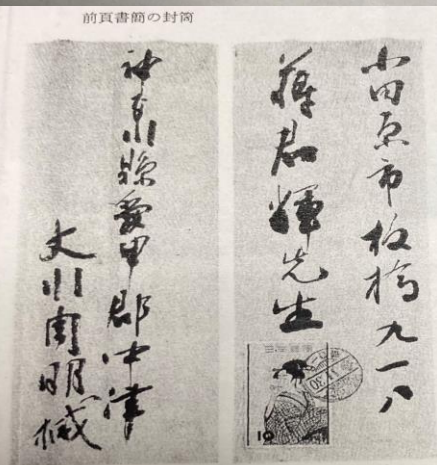 前頁書簡の封筒
小田原市板橋九一八
蒋君輝先生
10
神奈川縣愛甲郡中津
大川周明緘